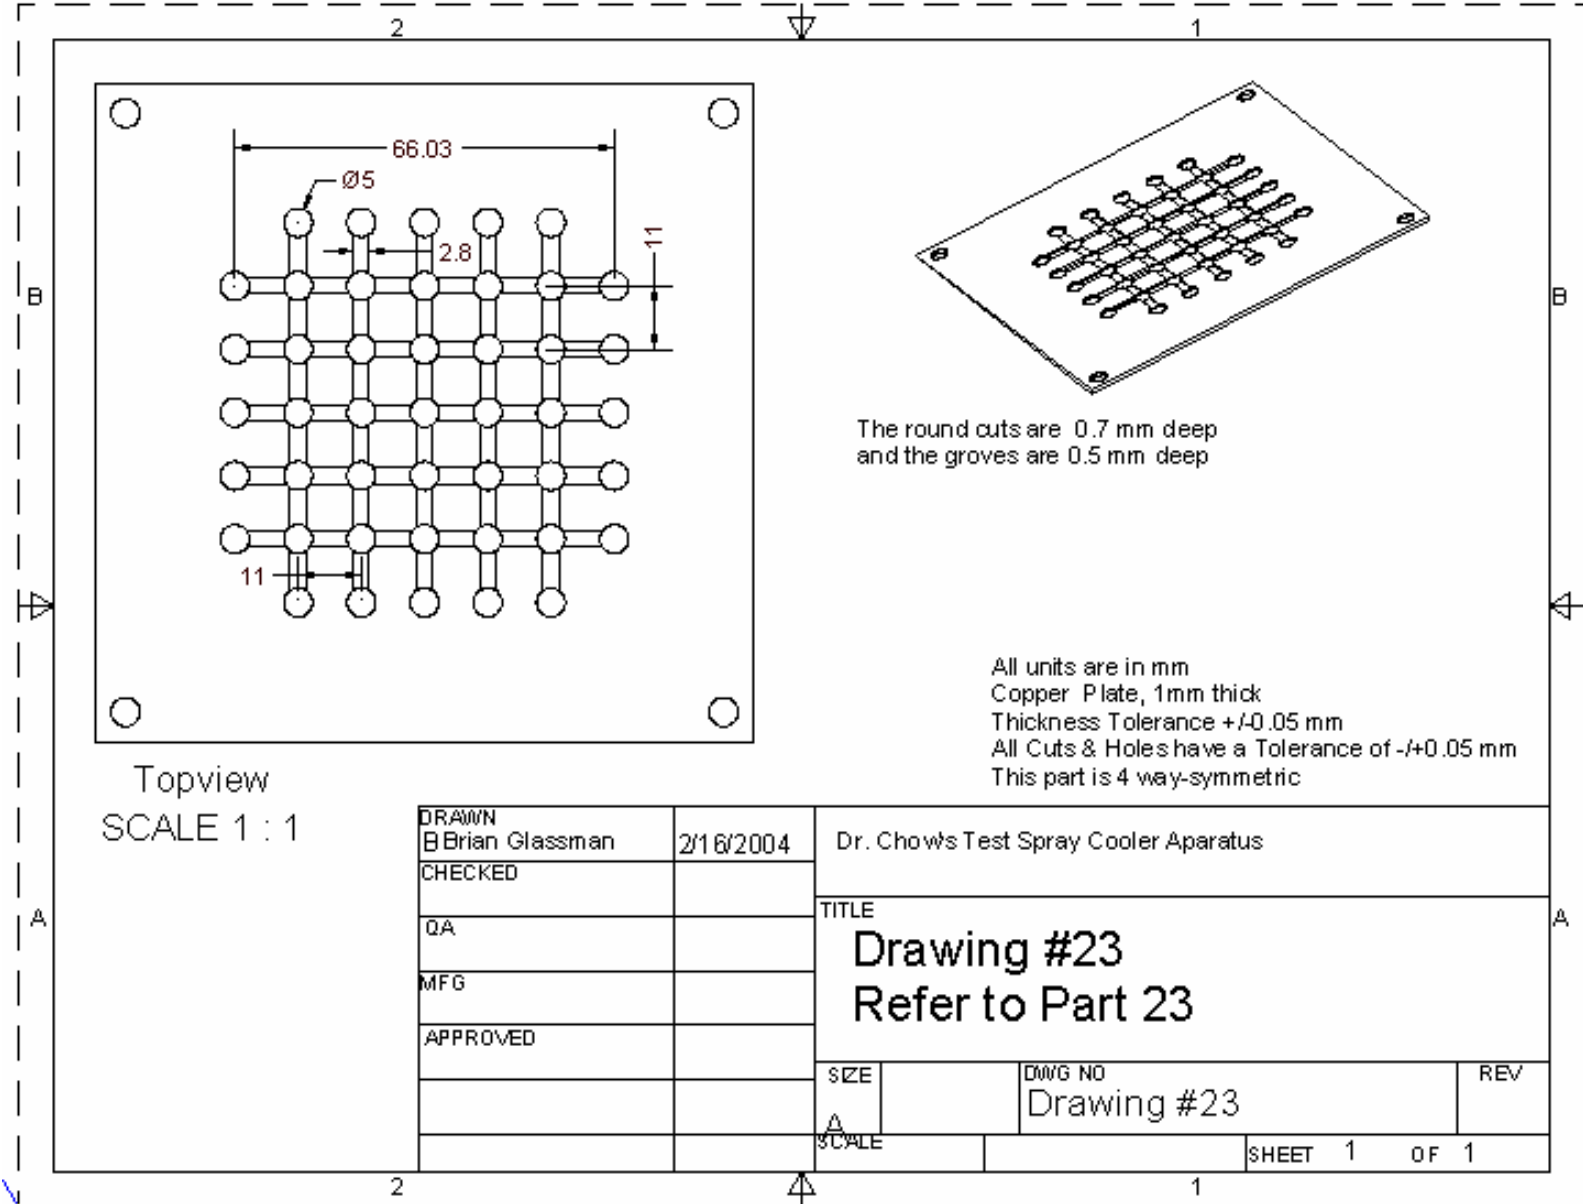 2
1
66.03
Ø5
2.8
11
B
B
11
The round cuts are 0.7 mm deep
and the groves are 0.5 mm deep
All units are in mm
Copper Plate, 1mm thick
Thickness Tolerance +/-0.05 mm
All Cuts & Holes have a Tolerance of -/+0.05 mm
This part is 4 way-symmetric
Topview
SCALE 1 : 1
A
A
DRAWN
B Brian Glassman
2/16/2004
Dr. Chow's Test Spray Cooler Aparatus
CHECKED
QA
MFG
APPROVED
TITLE
Drawing #23
Refer to Part 23
SIZE
A
DWG NO
Drawing #23
REV
SCALE
SHEET 1 OF 1
2
1